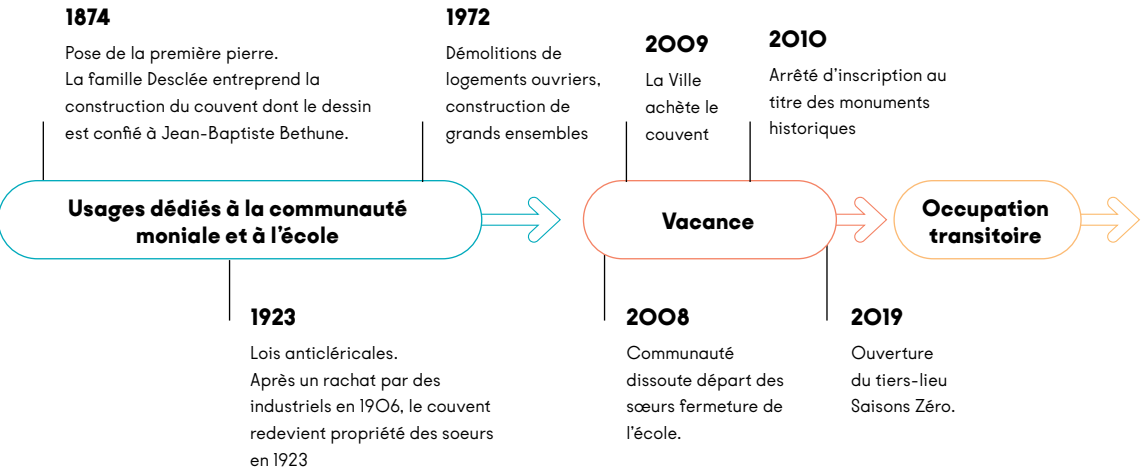 1874
Pose de la première pierre.
La famille Desclée entreprend la
construction du couvent dont le dessin
est confié à Jean-Baptiste Bethune.
1972
Démolitions de
logements ouvriers,
construction de
grands ensembles
2009
La Ville
achète le
couvent
2010
Arrêté d'inscription au
titre des monuments
historiques
Usages dédiés à la communauté
moniale et à l'école
Vacance
Occupation
transitoire
1923
Lois anticléricales.
Après un rachat par des
industriels en 1906, le couvent
redevient propriété des soeurs
en 1923
2008
Communauté
dissoute départ des
sœurs fermeture de
l'école.
2019
Ouverture
du tiers-lieu
Saisons Zéro.